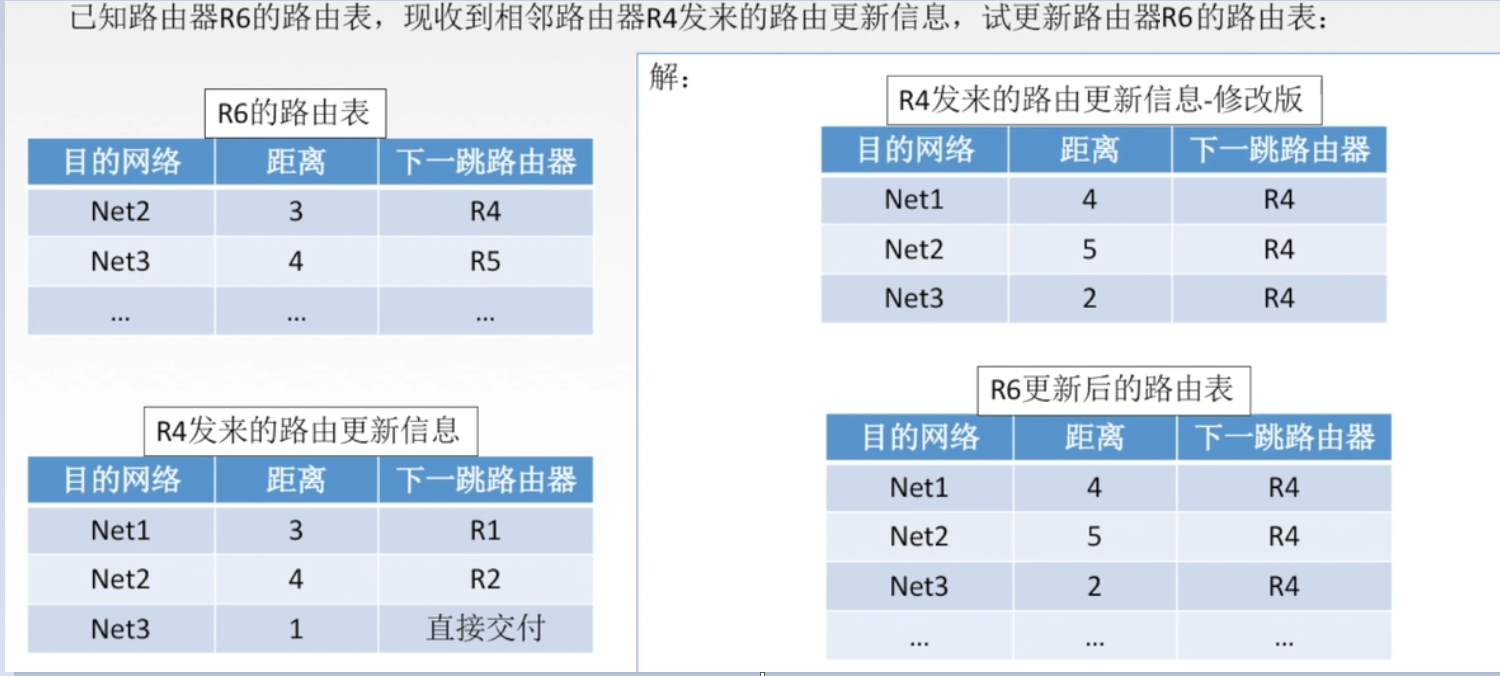 已知路由器R6的路由表，现收到相邻路由器R4发来的路由更新信息，试更新路由器R6的路由表：
R6的路由表
目的网络 距离 下一跳路由器
Net2 3 R4
Net3 4 R5
... ... ...
R4发来的路由更新信息
目的网络 距离 下一跳路由器
Net1 3 R1
Net2 4 R2
Net3 1 直接交付
解：
R4发来的路由更新信息-修改版
目的网络 距离 下一跳路由器
Net1 4 R4
Net2 5 R4
Net3 2 R4
R6更新后的路由表
目的网络 距离 下一跳路由器
Net1 4 R4
Net2 5 R4
Net3 2 R4
... ... ...